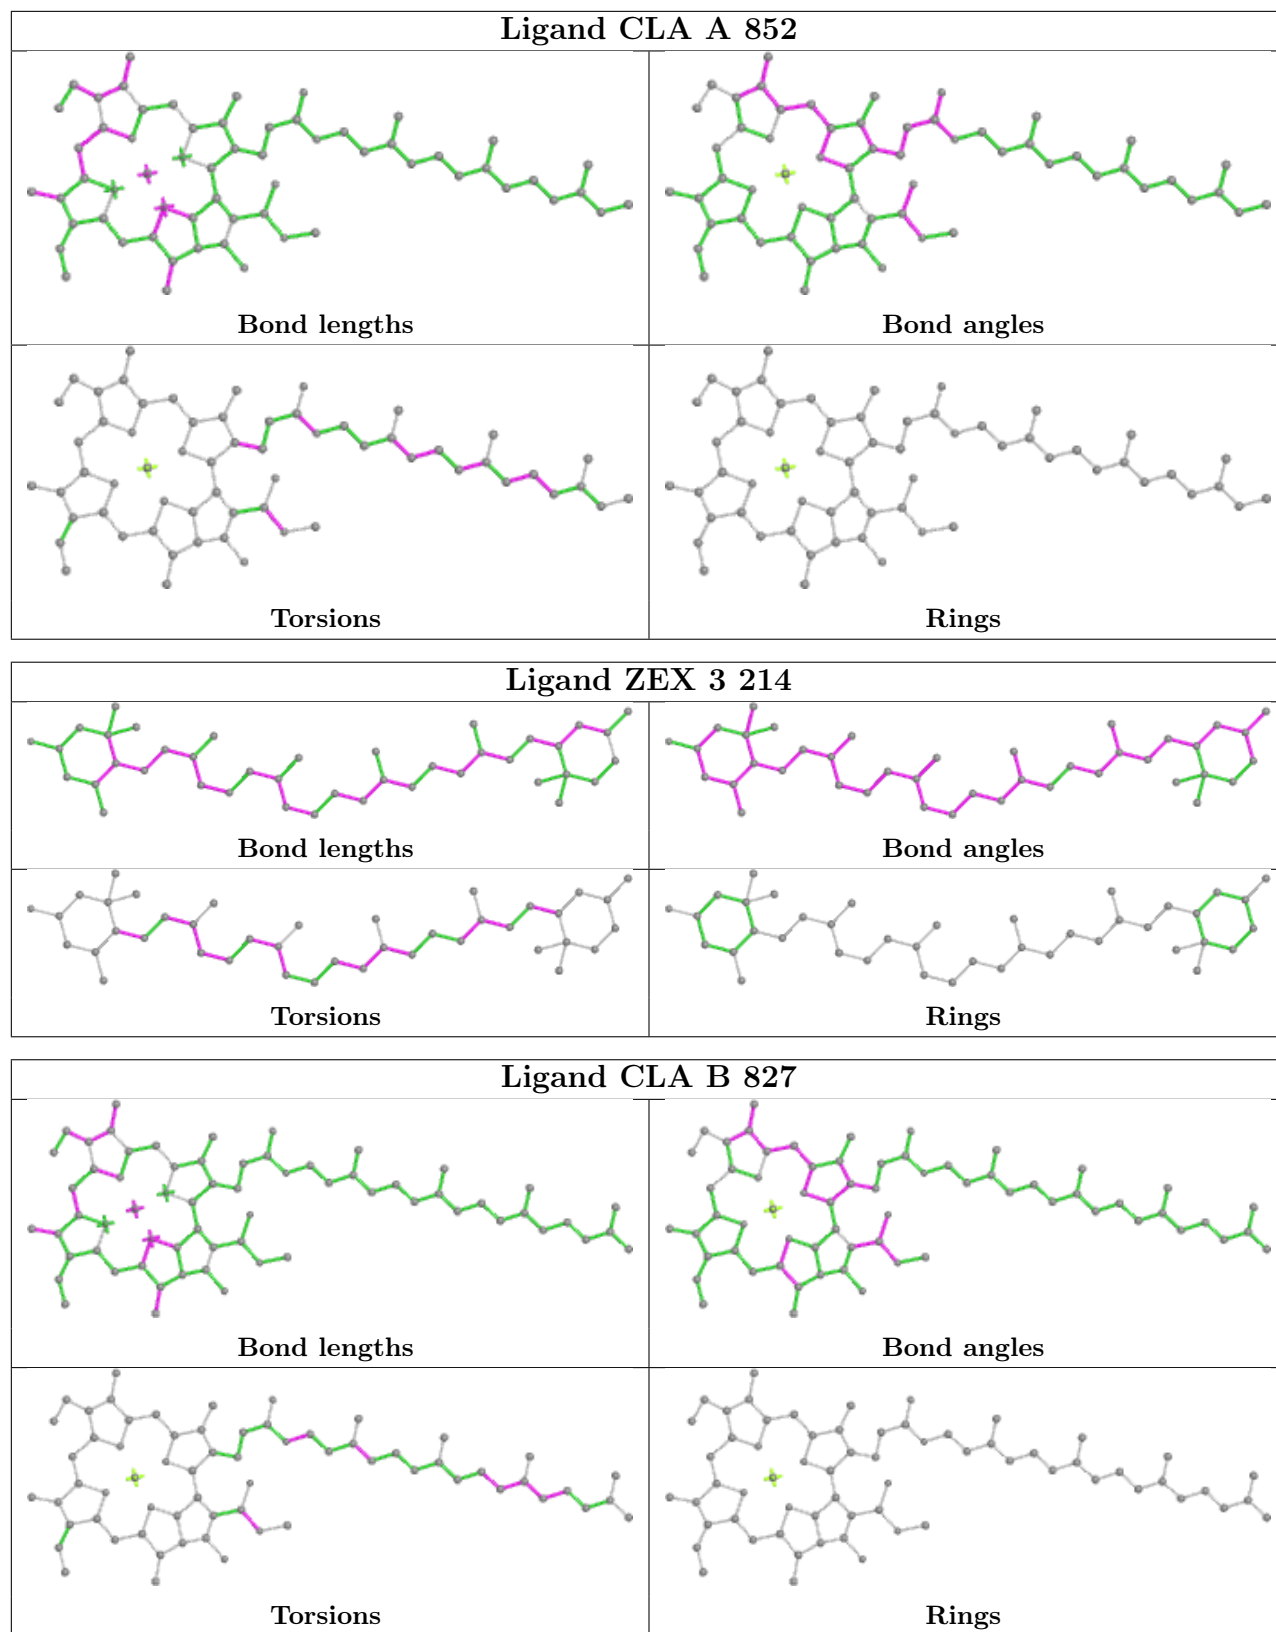 Ligand CLA A 852
Bond lengths
Bond angles
Torsions
Rings
Ligand ZEX 3 214
Bond lengths
Bond angles
Torsions
Rings
Ligand CLA B 827
Bond lengths
Bond angles
Torsions
Rings